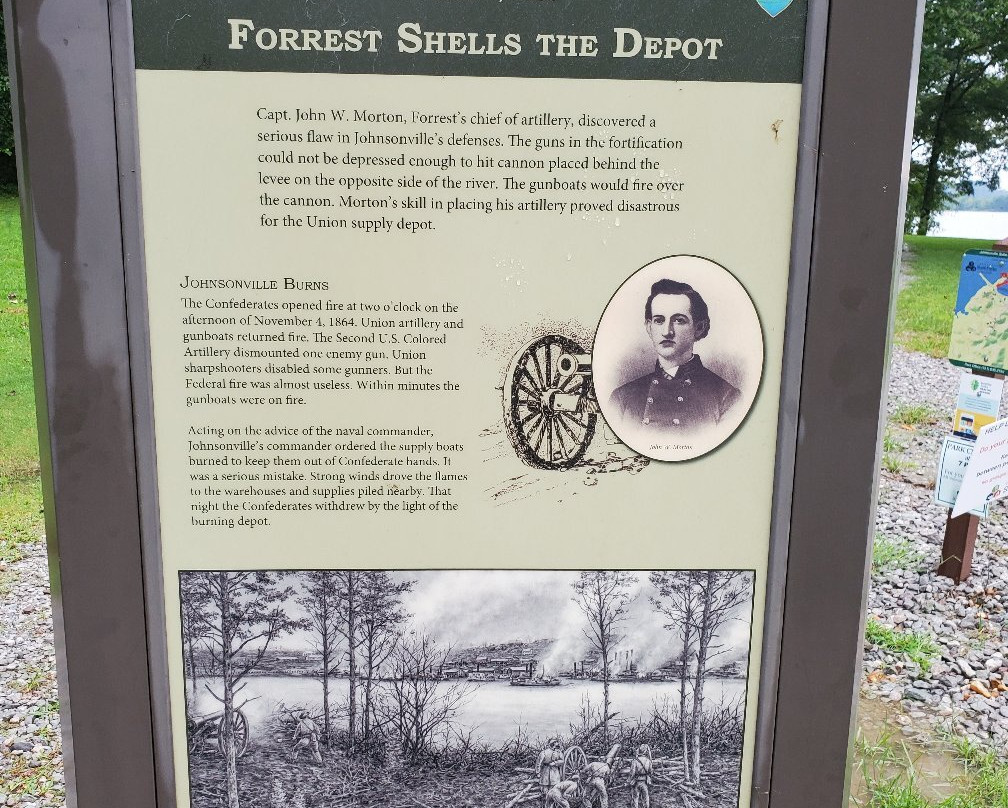 FORREST SHELLS THE DEPOT
Capt. John W. Morton, Forrest's chief of artillery, discovered a
serious flaw in Johnsonville's defenses. The guns in the fortification
could not be depressed enough to hit cannon placed behind the
levee on the opposite side of the river. The gunboats would fire over
the cannon. Morton's skill in placing his artillery proved disastrous
for the Union supply depot.
JOHNSONVILLE BURNS
The Confederates opened fire at two o'clock on the
afternoon of November 4, 1864. Union artillery and
gunboats returned fire. The Second U.S. Colored
Artillery dismounted one enemy gun. Union
sharpshooters disabled some gunners. But the
Federal fire was almost useless. Within minutes the
gunboats were on fire.
Acting on the advice of the naval commander,
Johnsonville's commander ordered the supply boats
burned to keep them out of Confederate hands. It
was a serious mistake. Strong winds drove the flames
to the warehouses and supplies piled nearby. That
night the Confederates withdrew by the light of the
burning depot.
John W. Morton
HELP
Do your
PARK